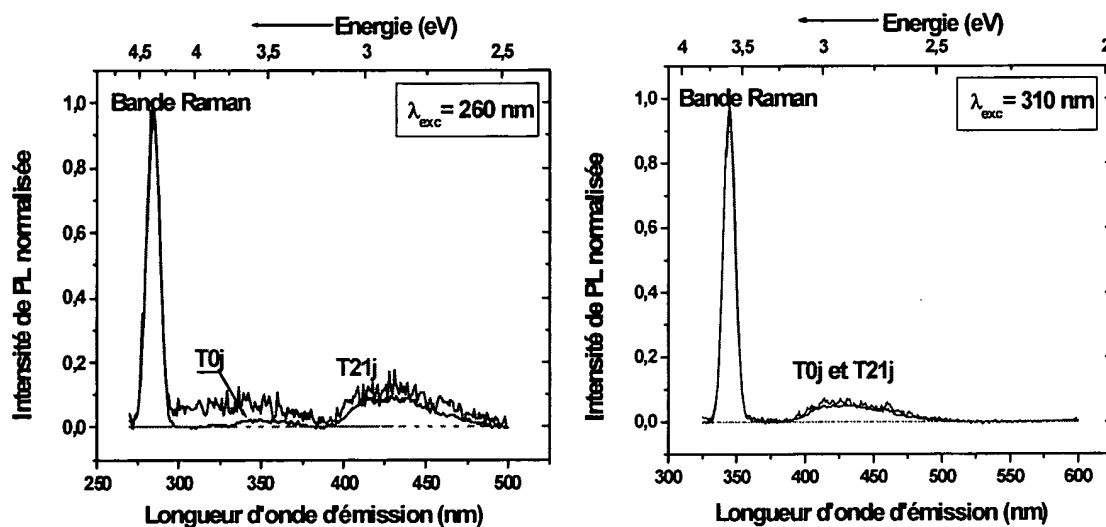 Energie (eV)
4,5 4 3,5 3 2,5
Bande Raman
λexc = 260 nm
1,0
0,8
0,6
0,4
0,2
0,0
T0j
T21j
Intensité de PL normalisée
250 300 350 400 450 500
Longueur d'onde d'émission (nm)
Energie (eV)
4 3,5 3 2,5 2
Bande Raman
λexc = 310 nm
1,0
0,8
0,6
0,4
0,2
0,0
T0j et T21j
Intensité de PL normalisée
300 350 400 450 500 550 600
Longueur d'onde d'émission (nm)